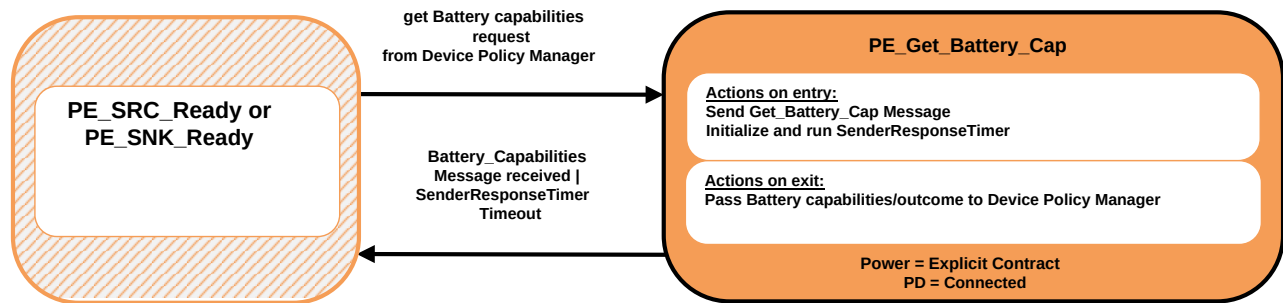 get Battery capabilities
request
from Device Policy Manager
PE_SRC_Ready or
PE_SNK_Ready
Battery_Capabilities
Message received |
SenderResponseTimer
Timeout
PE_Get_Battery_Cap
Actions on entry:
Send Get_Battery_Cap Message
Initialize and run SenderResponseTimer
Actions on exit:
Pass Battery capabilities/outcome to Device Policy Manager
Power = Explicit Contract
PD = Connected